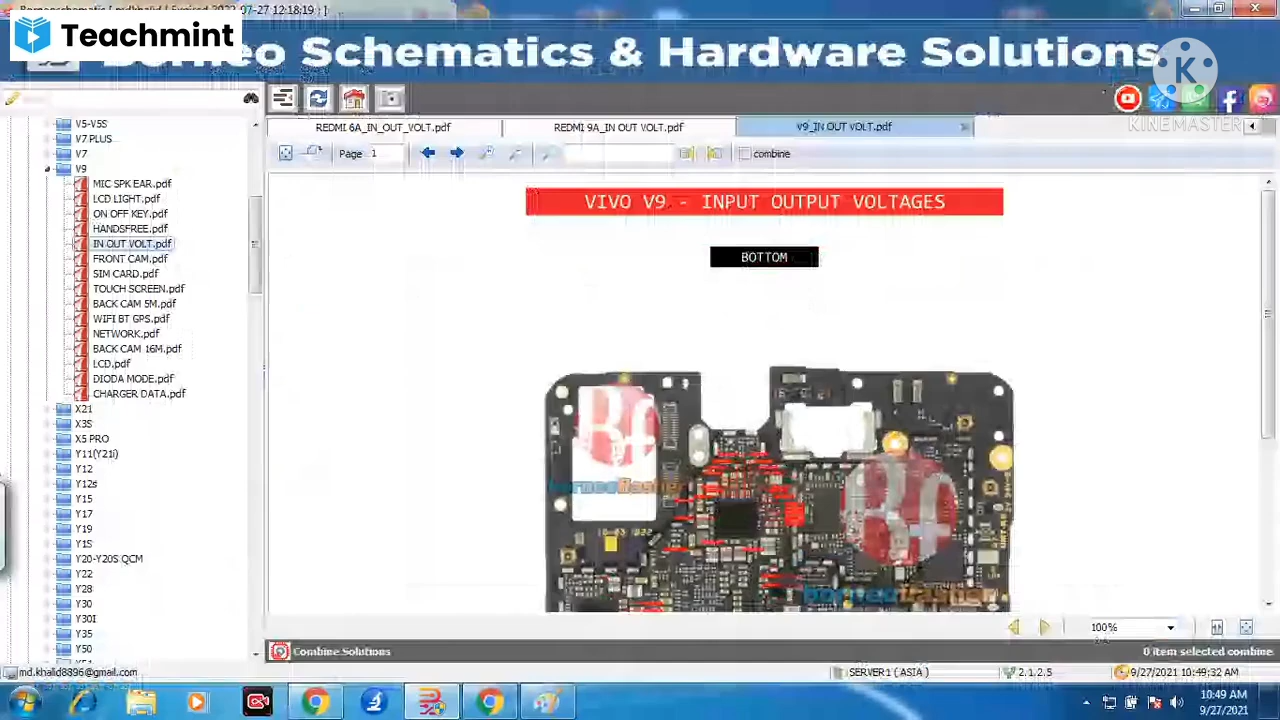 Teachmint
Borneo Schematics & Hardware Solutions
K
KINEMASTER
REDMI 6A_IN_OUT_VOLT.pdf
REDMI 9A_IN OUT VOLT.pdf
V9_IN OUT VOLT.pdf
Page 1
combine
V5-V5S
V7 PLUS
V7
V9
MIC SPK EAR.pdf
LCD LIGHT.pdf
ON OFF KEY.pdf
HANDSFREE.pdf
IN OUT VOLT.pdf
FRONT CAM.pdf
SIM CARD.pdf
TOUCH SCREEN.pdf
BACK CAM 5M.pdf
WIFI BT GPS.pdf
NETWORK.pdf
BACK CAM 16M.pdf
LCD.pdf
DIODA MODE.pdf
CHARGER DATA.pdf
X21
X3S
X5 PRO
Y11(Y21i)
Y12
Y12s
Y15
Y17
Y19
Y1S
Y20-Y20S QCM
Y22
Y28
Y30
Y30I
Y35
Y50
VIVO V9 - INPUT OUTPUT VOLTAGES
BOTTOM
100%
Combine Solutions
0 item selected combine
md.khalid8896@gmail.com
SERVER1 ( ASIA )
2.1.2.5
9/27/2021 10:49:32 AM
10:49 AM
9/27/2021